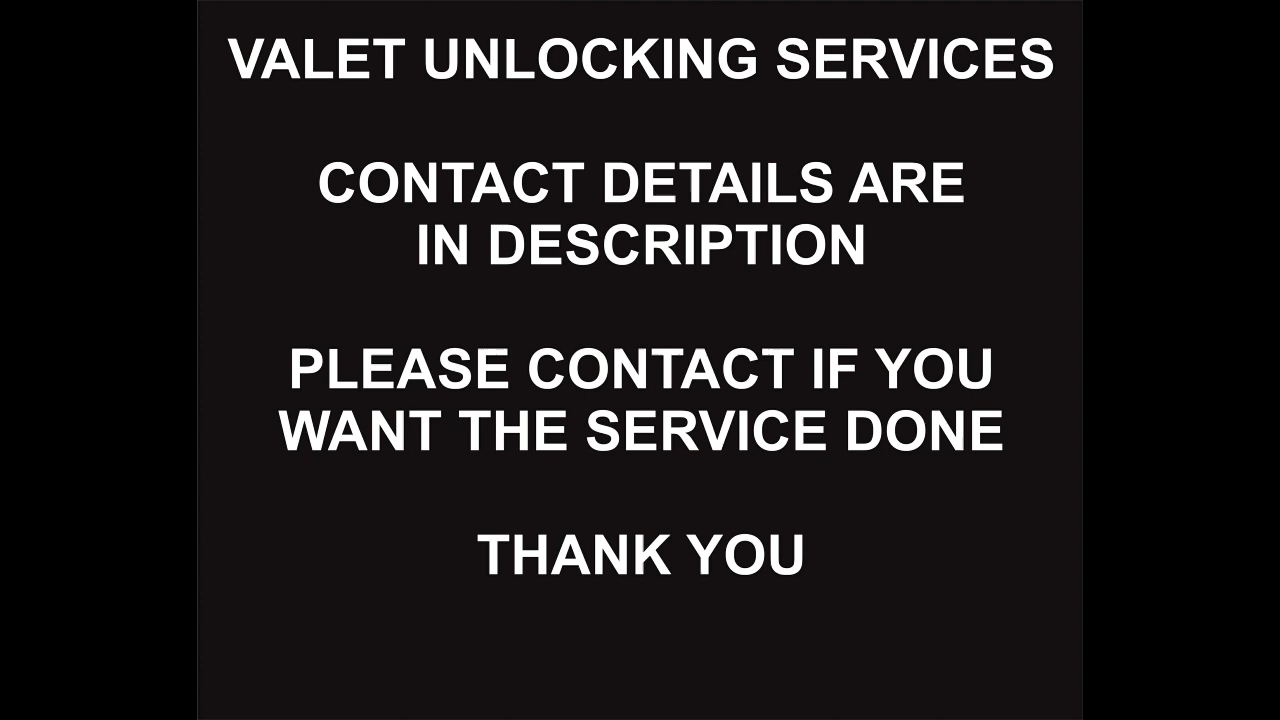 VALET UNLOCKING SERVICES
CONTACT DETAILS ARE
IN DESCRIPTION
PLEASE CONTACT IF YOU
WANT THE SERVICE DONE
THANK YOU